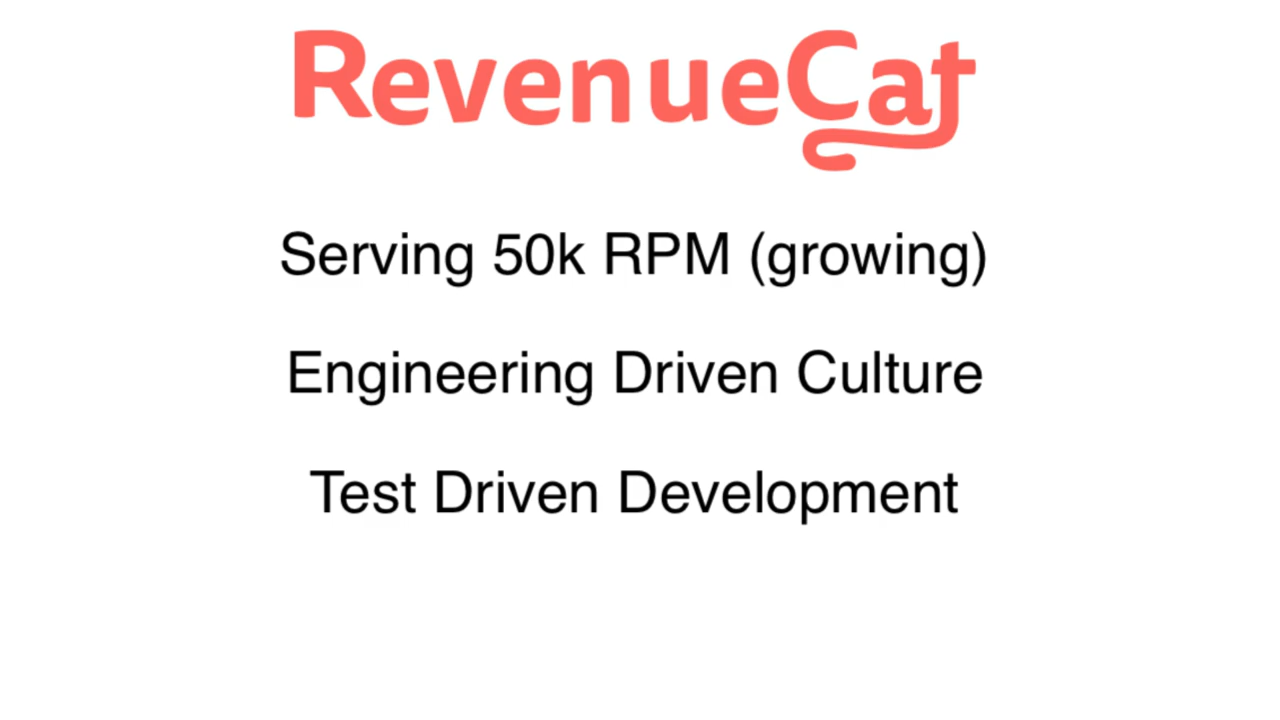 RevenueCat
Serving 50k RPM (growing)
Engineering Driven Culture
Test Driven Development